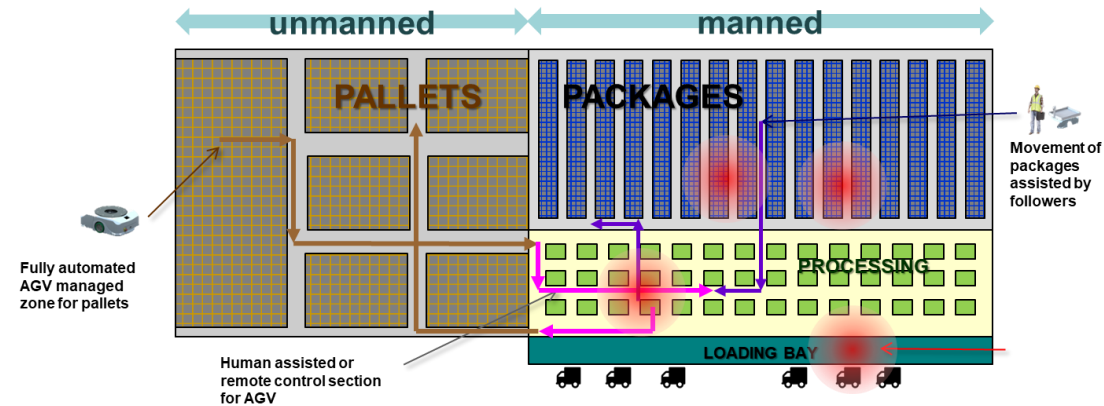 unmanned
manned
PALLETS
PACKAGES
Movement of
packages
assisted by
followers
Fully automated
AGV managed
zone for pallets
PROCESSING
Human assisted or
remote control section
for AGV
LOADING BAY